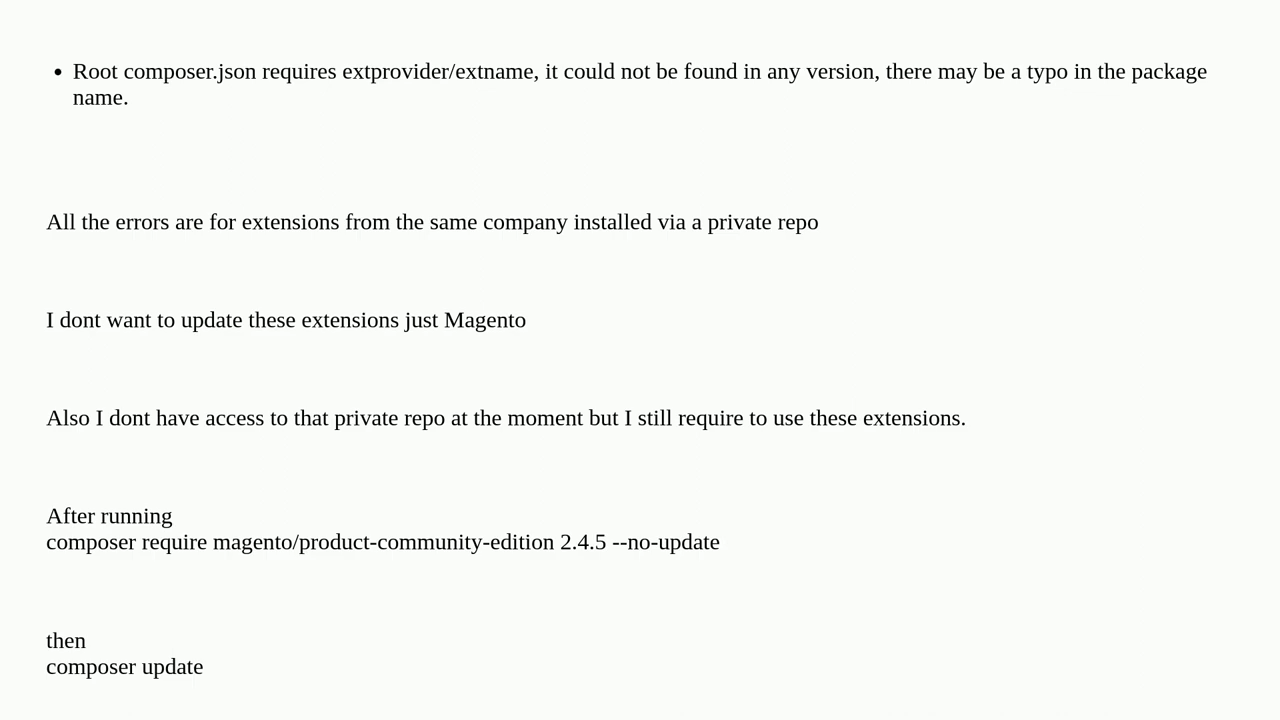 Root composer.json requires extprovider/extname, it could not be found in any version, there may be a typo in the package
name.
All the errors are for extensions from the same company installed via a private repo
I dont want to update these extensions just Magento
Also I dont have access to that private repo at the moment but I still require to use these extensions.
After running
composer require magento/product-community-edition 2.4.5 --no-update
then
composer update